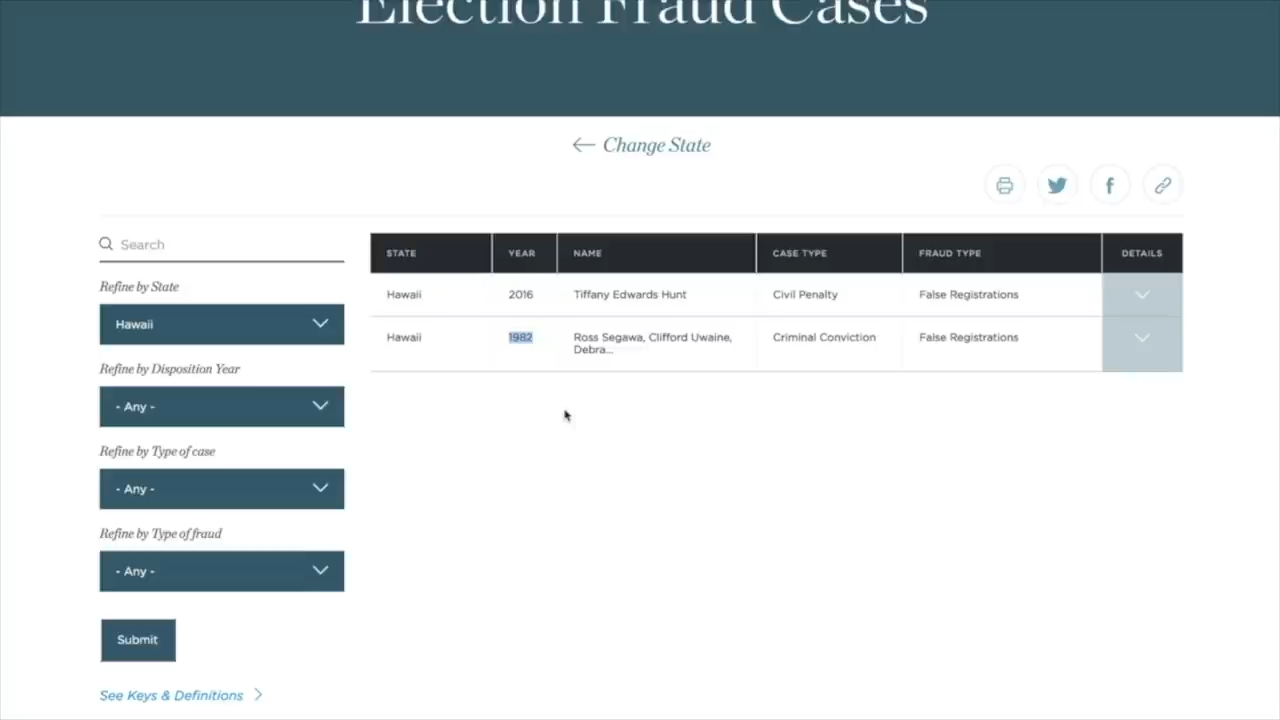 Election Fraud Cases
Change State
Search
Refine by State
Hawaii
Refine by Disposition Year
- Any -
Refine by Type of case
- Any -
Refine by Type of fraud
- Any -
Submit
See Keys & Definitions
STATE YEAR NAME CASE TYPE FRAUD TYPE DETAILS
Hawaii 2016 Tiffany Edwards Hunt Civil Penalty False Registrations
Hawaii 1982 Ross Segawa, Clifford Uwaine, Criminal Conviction False Registrations
Debra...